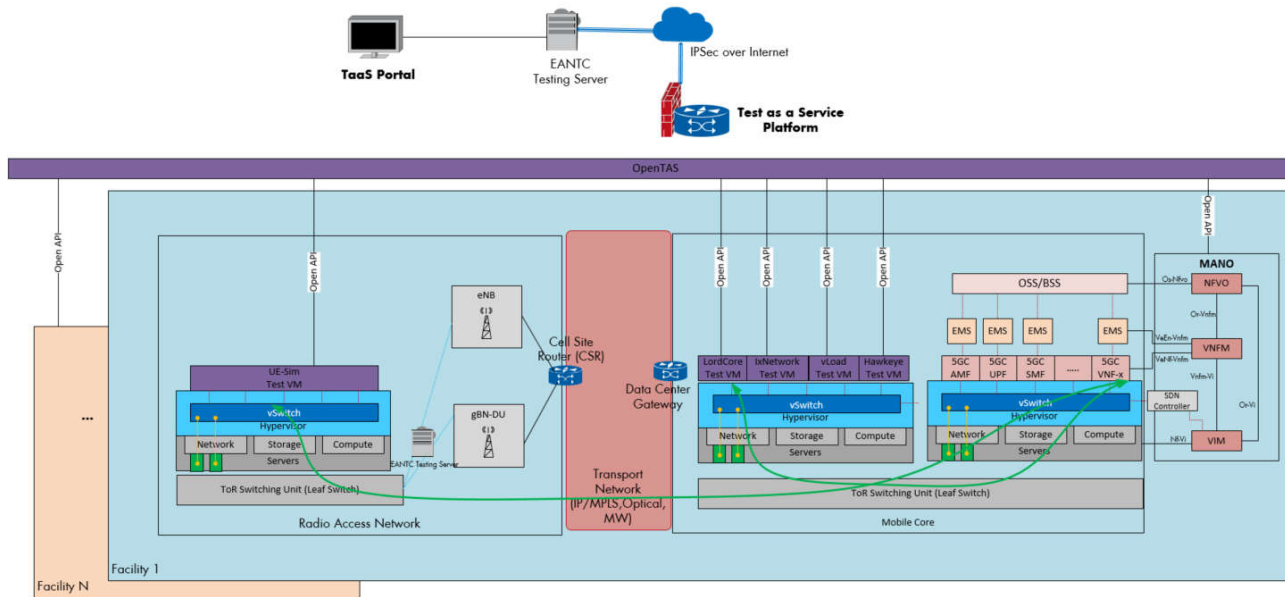 TaaS Portal
EANTC
Testing Server
IPSec over Internet
Test as a Service
Platform
OpenTAS
Open API
Open API
Open API
Open API
Open API
Open API
Open API
MANO
OSS/BSS
Os-Nfvo
NFVO
Or-Vnfm
eNB
EMS
EMS
EMS
EMS
VeEn-Vnfm
VNFM
VeNf-Vnfm
Vnfm-Vi
Or-Vi
Cell Site
Router (CSR)
Data Center
Gateway
LordCore
Test VM
IxNetwork
Test VM
vLoad
Test VM
Hawkeye
Test VM
5GC
AMF
5GC
UPF
5GC
SMF
.....
5GC
VNF-x
UE-Sim
Test VM
vSwitch
Hypervisor
Network
Storage
Compute
Servers
gBN-DU
EANTC Testing Server
vSwitch
Hypervisor
Network
Storage
Compute
Servers
vSwitch
Hypervisor
Network
Storage
Compute
Servers
SDN
Controller
Nf-Vi
VIM
...
ToR Switching Unit (Leaf Switch)
Radio Access Network
Transport
Network
(IP/MPLS,Optical,
MW)
ToR Switching Unit (Leaf Switch)
Mobile Core
Facility 1
Facility N